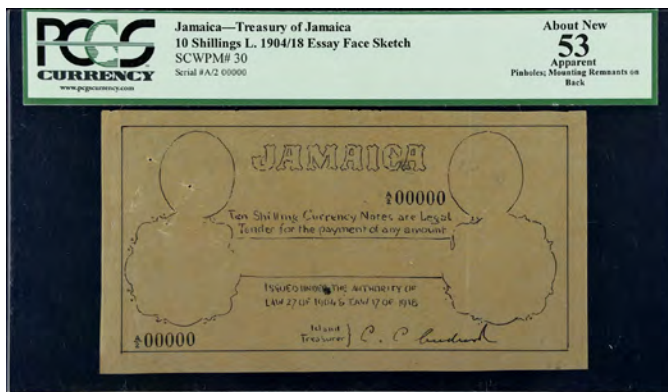 PCGS
CURRENCY
www.pcgscurrency.com
Jamaica—Treasury of Jamaica
10 Shillings L. 1904/18 Essay Face Sketch
SCWPM# 30
Serial #A/2 00000
About New
53
Apparent
Pinholes; Mounting Remnants on
Back
JAMAICA
A/2 00000
Ten Shilling Currency Notes are Legal
Tender for the payment of any amount
ISSUED UNDER THE AUTHORITY OF
LAW 27 OF 1904 & LAW 17 OF 1918
A/2 00000
Island
Treasurer
C. C.